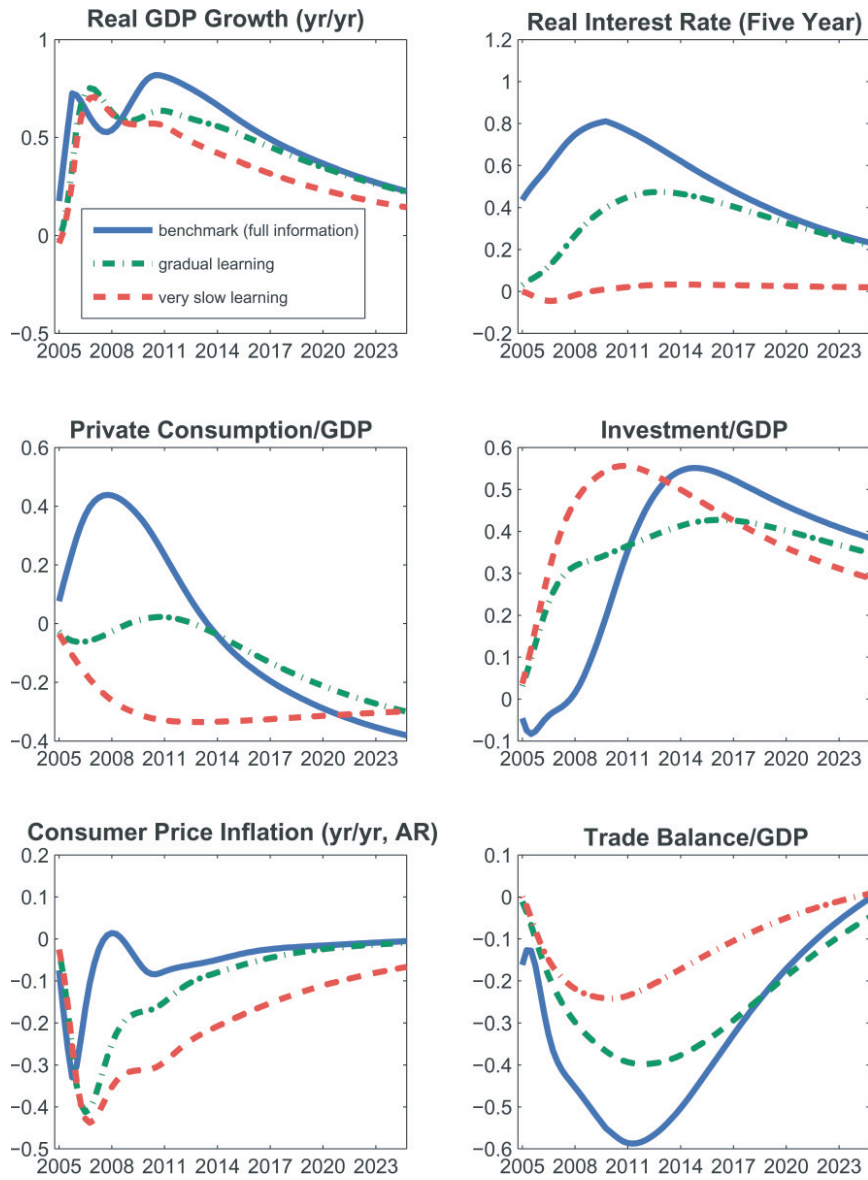 Real GDP Growth (yr/yr)
1
0.5
0
−0.5
benchmark (full information)
gradual learning
very slow learning
2005 2008 2011 2014 2017 2020 2023
Real Interest Rate (Five Year)
1.2
1
0.8
0.6
0.4
0.2
0
−0.2
2005 2008 2011 2014 2017 2020 2023
Private Consumption/GDP
0.6
0.4
0.2
0
−0.2
−0.4
2005 2008 2011 2014 2017 2020 2023
Investment/GDP
0.6
0.5
0.4
0.3
0.2
0.1
0
−0.1
2005 2008 2011 2014 2017 2020 2023
Consumer Price Inflation (yr/yr, AR)
0.2
0.1
0
−0.1
−0.2
−0.3
−0.4
−0.5
2005 2008 2011 2014 2017 2020 2023
Trade Balance/GDP
0.1
0
−0.1
−0.2
−0.3
−0.4
−0.5
−0.6
2005 2008 2011 2014 2017 2020 2023